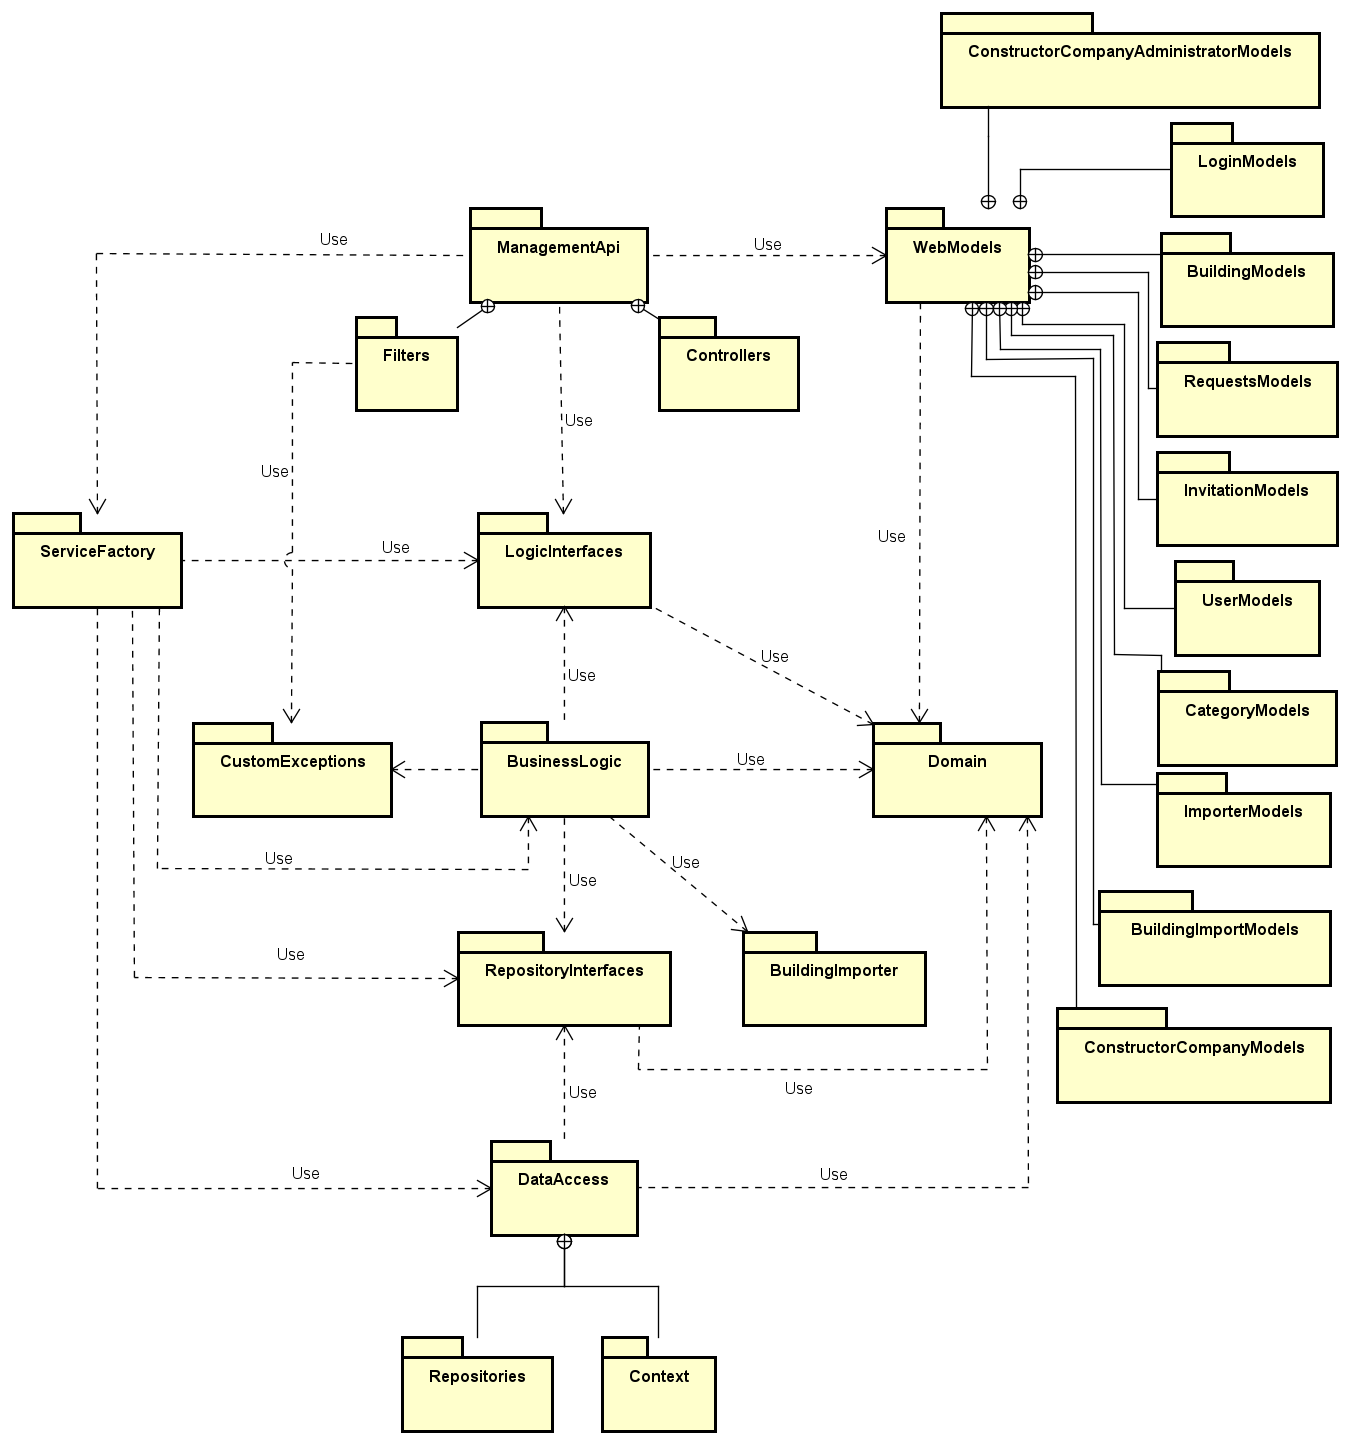 ConstructorCompanyAdministratorModels
LoginModels
Use
Use
ManagementApi
WebModels
BuildingModels
Filters
Controllers
RequestsModels
Use
Use
InvitationModels
Use
ServiceFactory
Use
LogicInterfaces
UserModels
Use
Use
CategoryModels
CustomExceptions
BusinessLogic
Use
Domain
ImporterModels
Use
Use
Use
BuildingImportModels
Use
RepositoryInterfaces
BuildingImporter
ConstructorCompanyModels
Use
Use
Use
DataAccess
Use
Repositories
Context